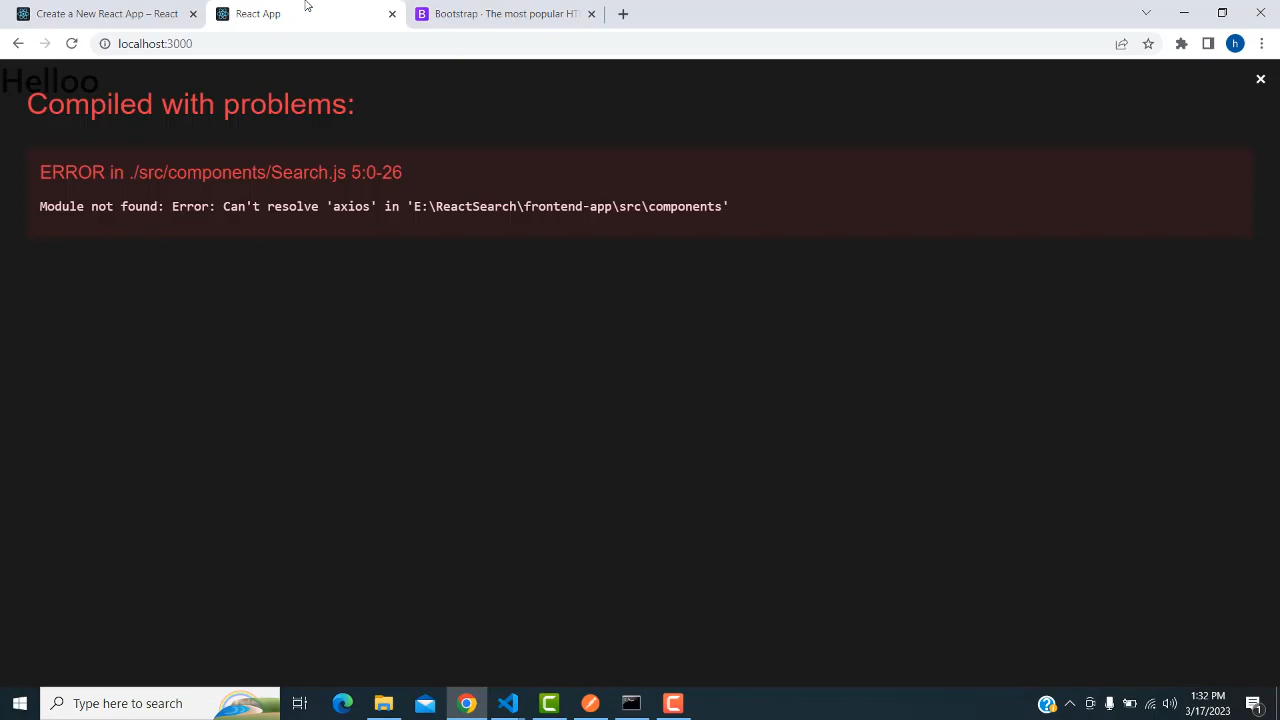 Create a New React App – React
React App
Bootstrap · The most popular HT
localhost:3000
h
Helloo
Compiled with problems:
ERROR in ./src/components/Search.js 5:0-26
Module not found: Error: Can't resolve 'axios' in 'E:\ReactSearch\frontend-app\src\components'
Type here to search
1:32 PM
3/17/2023
1